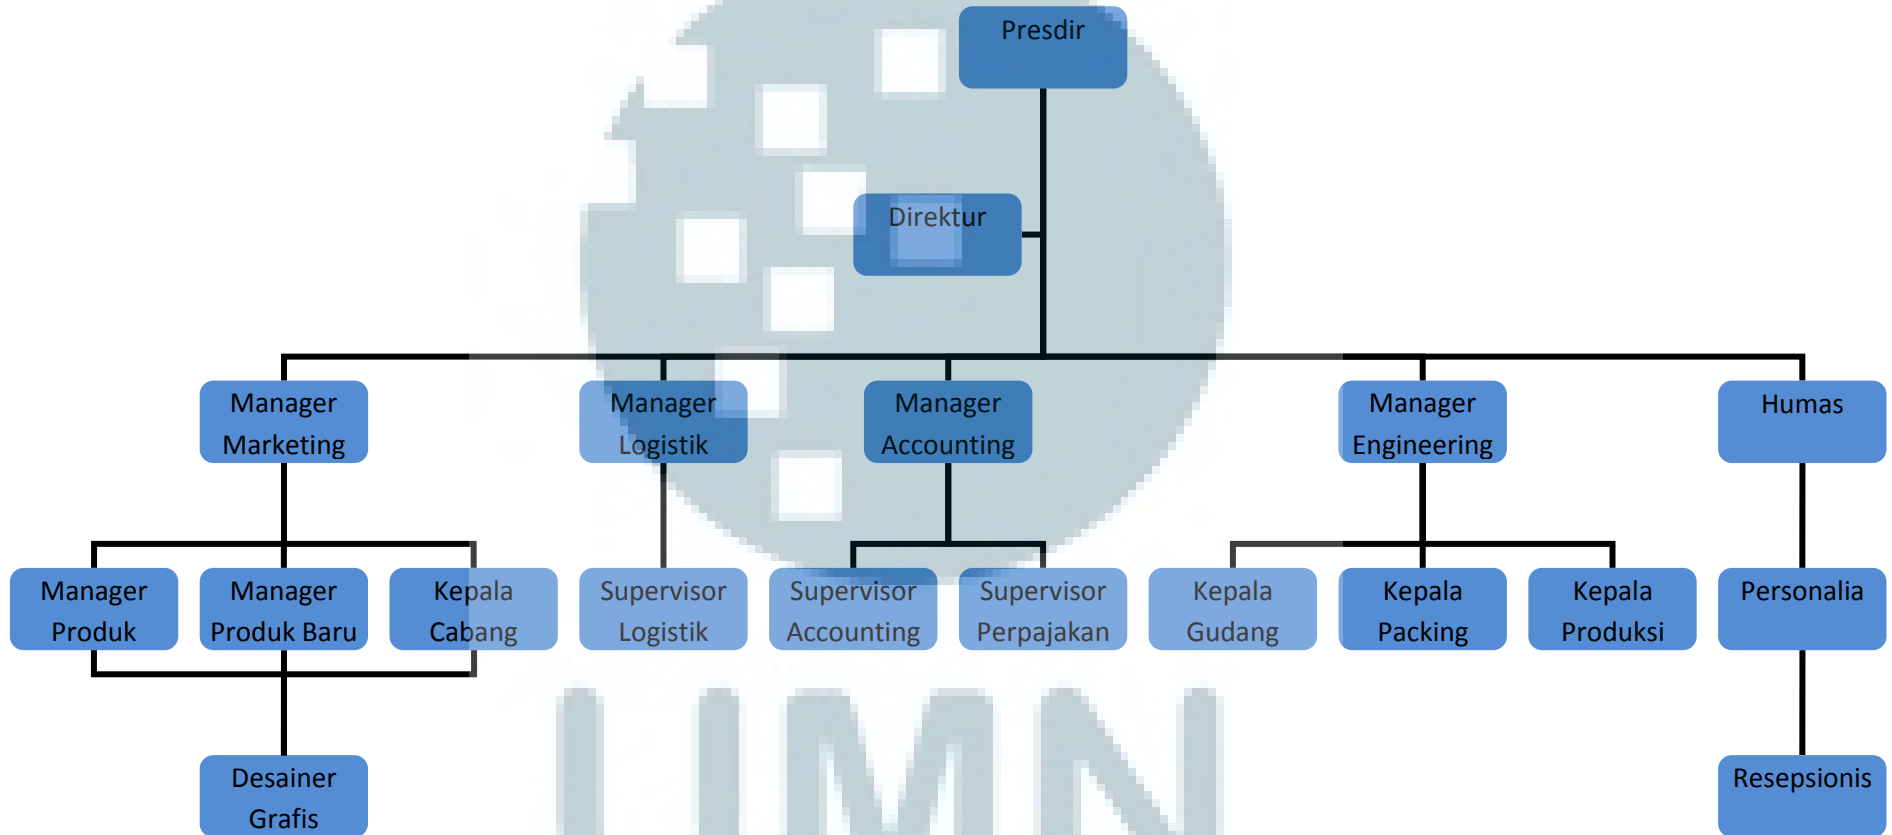 Presdir
Direktur
Manager
Marketing
Manager
Logistik
Manager
Accounting
Manager
Engineering
Humas
Manager
Produk
Manager
Produk Baru
Kepala
Cabang
Supervisor
Logistik
Supervisor
Accounting
Supervisor
Perpajakan
Kepala
Gudang
Kepala
Packing
Kepala
Produksi
Personalia
Desainer
Grafis
Resepsionis
UMN